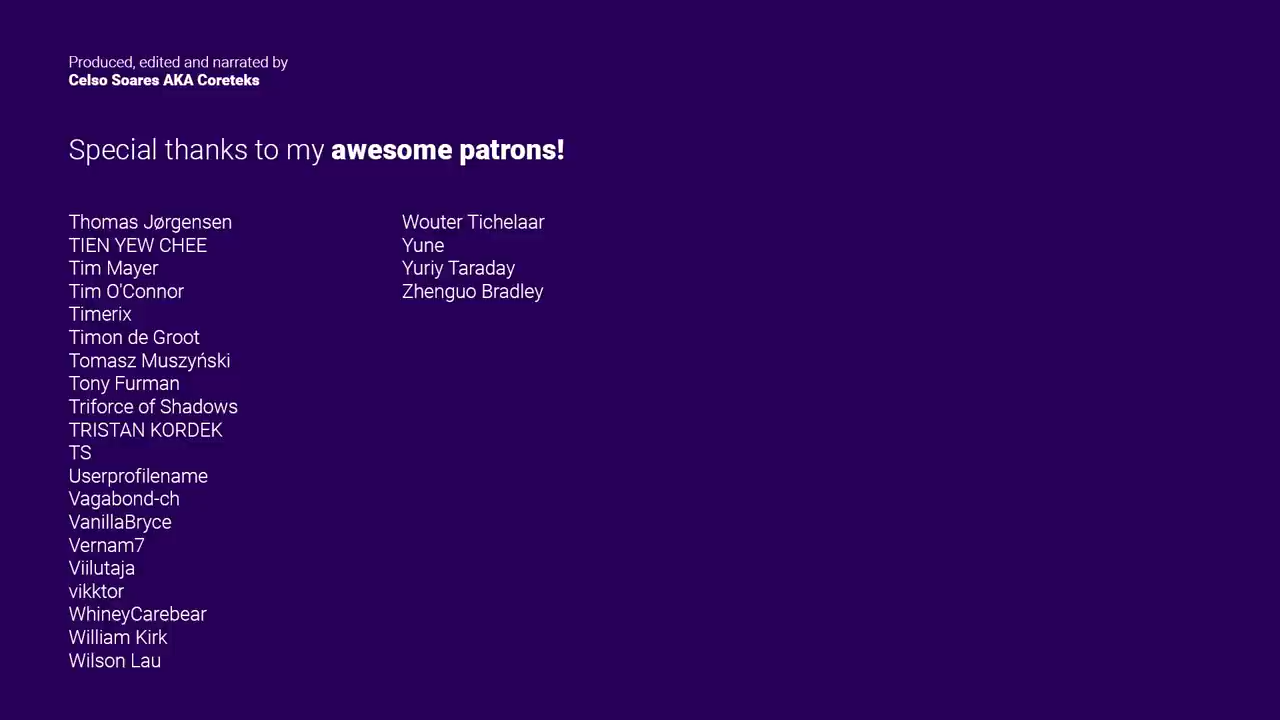 Produced, edited and narrated by
Celso Soares AKA Coreteks
Special thanks to my awesome patrons!
Thomas Jørgensen
TIEN YEW CHEE
Tim Mayer
Tim O'Connor
Timerix
Timon de Groot
Tomasz Muszyński
Tony Furman
Triforce of Shadows
TRISTAN KORDEK
TS
Userprofilename
Vagabond-ch
VanillaBryce
Vernam7
Viilutaja
vikktor
WhineyCarebear
William Kirk
Wilson Lau
Wouter Tichelaar
Yune
Yuriy Taraday
Zhenguo Bradley